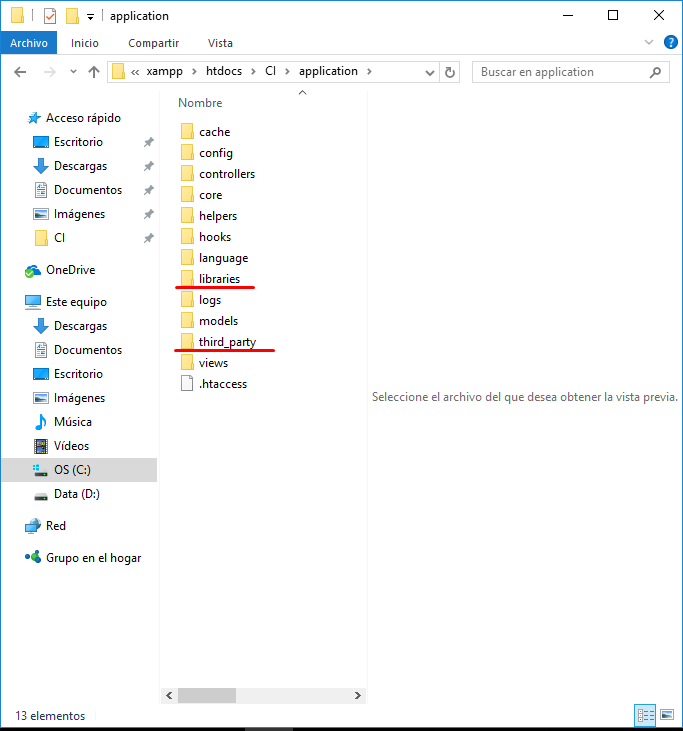 application
Archivo Inicio Compartir Vista
« xampp > htdocs > CI > application >
Buscar en application
Nombre
Acceso rápido
Escritorio
Descargas
Documentos
Imágenes
CI
OneDrive
Este equipo
Descargas
Documentos
Escritorio
Imágenes
Música
Vídeos
OS (C:)
Data (D:)
Red
Grupo en el hogar
cache
config
controllers
core
helpers
hooks
language
libraries
logs
models
third_party
views
.htaccess
Seleccione el archivo del que desea obtener la vista previa.
13 elementos